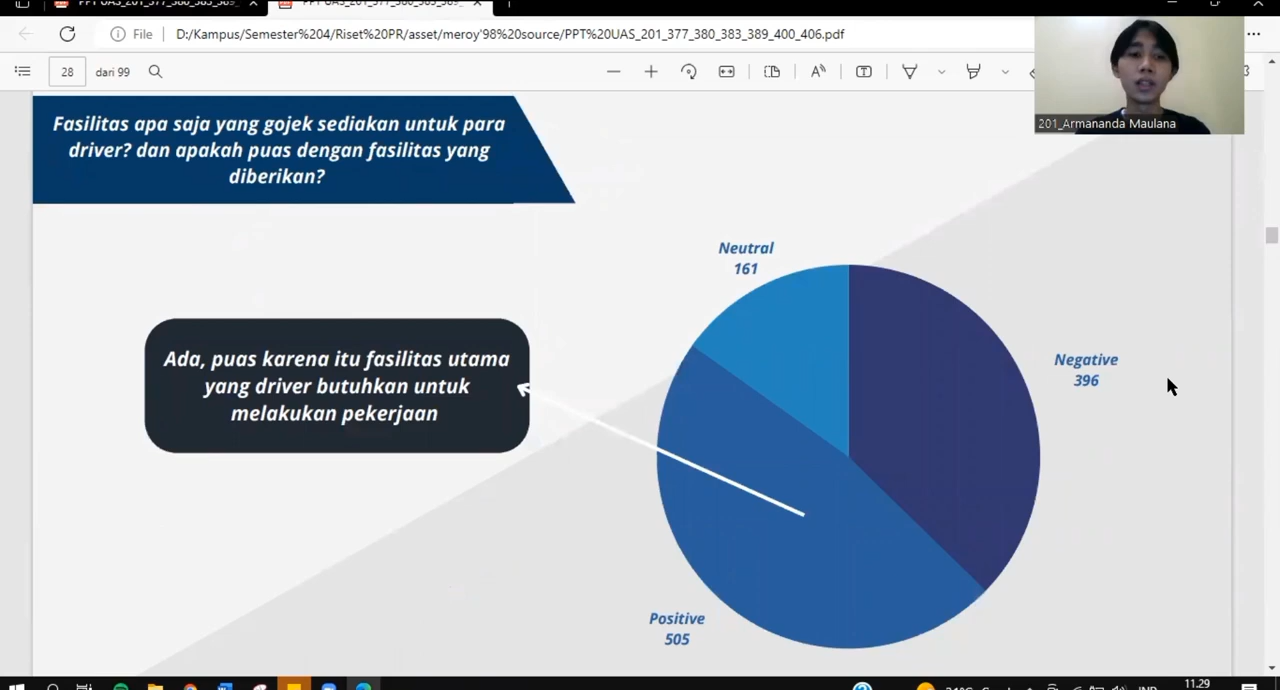 File
D:/Kampus/Semester%204/Riset%20PR/asset/meroy'98%20source/PPT%20UAS_201_377_380_383_389_400_406.pdf
28
dari 99
201_Armananda Maulana
Fasilitas apa saja yang gojek sediakan untuk para
driver? dan apakah puas dengan fasilitas yang
diberikan?
Neutral
161
Negative
396
Ada, puas karena itu fasilitas utama
yang driver butuhkan untuk
melakukan pekerjaan
Positive
505
11.29